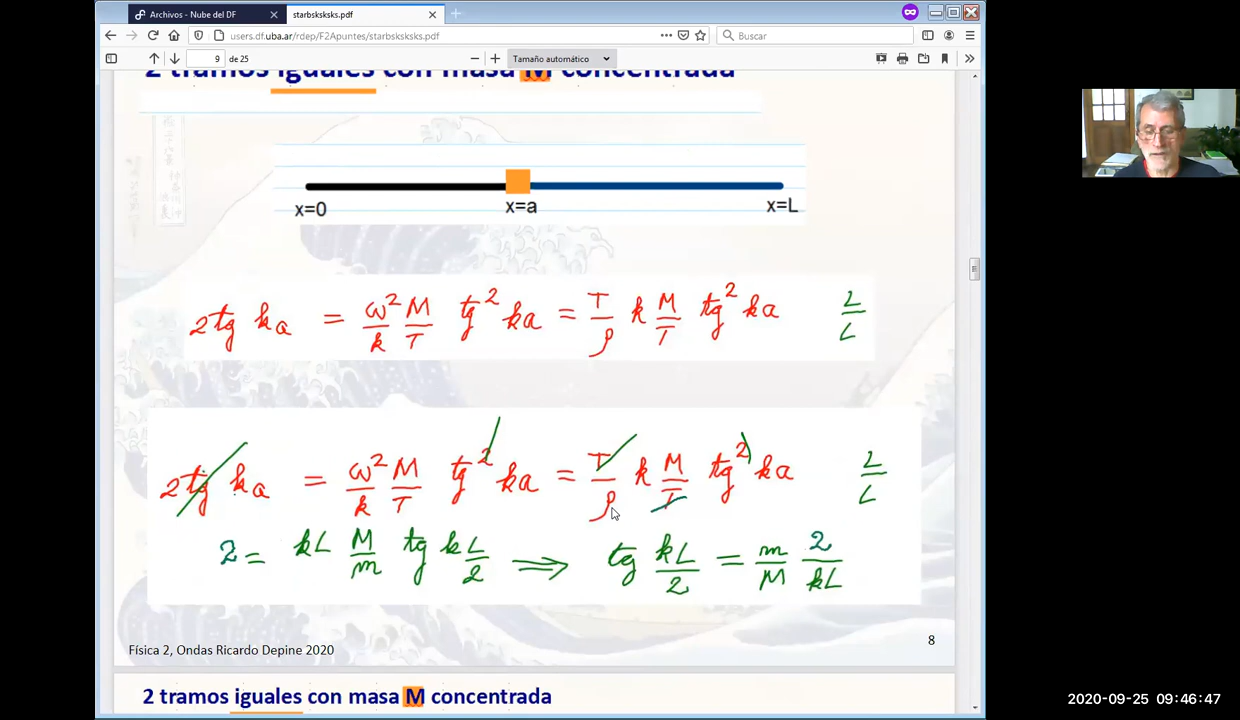 Archivos - Nube del DF
starbsksksks.pdf
users.df.uba.ar/rdep/F2Apuntes/starbsksksks.pdf
Buscar
9 de 25
Tamaño automático
2 tramos iguales con masa M concentrada
x=0 x=a x=L
2 tg ka = ω²/k M/T tg² ka = T/ρ k M/T tg² ka L/L
2 tg ka = ω²/k M/T tg² ka = T/ρ k M/T tg² ka L/L
2 = kL M/m tg k L/2 ⟹ tg kL/2 = m/M 2/kL
Física 2, Ondas Ricardo Depine 2020
8
2 tramos iguales con masa M concentrada
2020-09-25 09:46:47